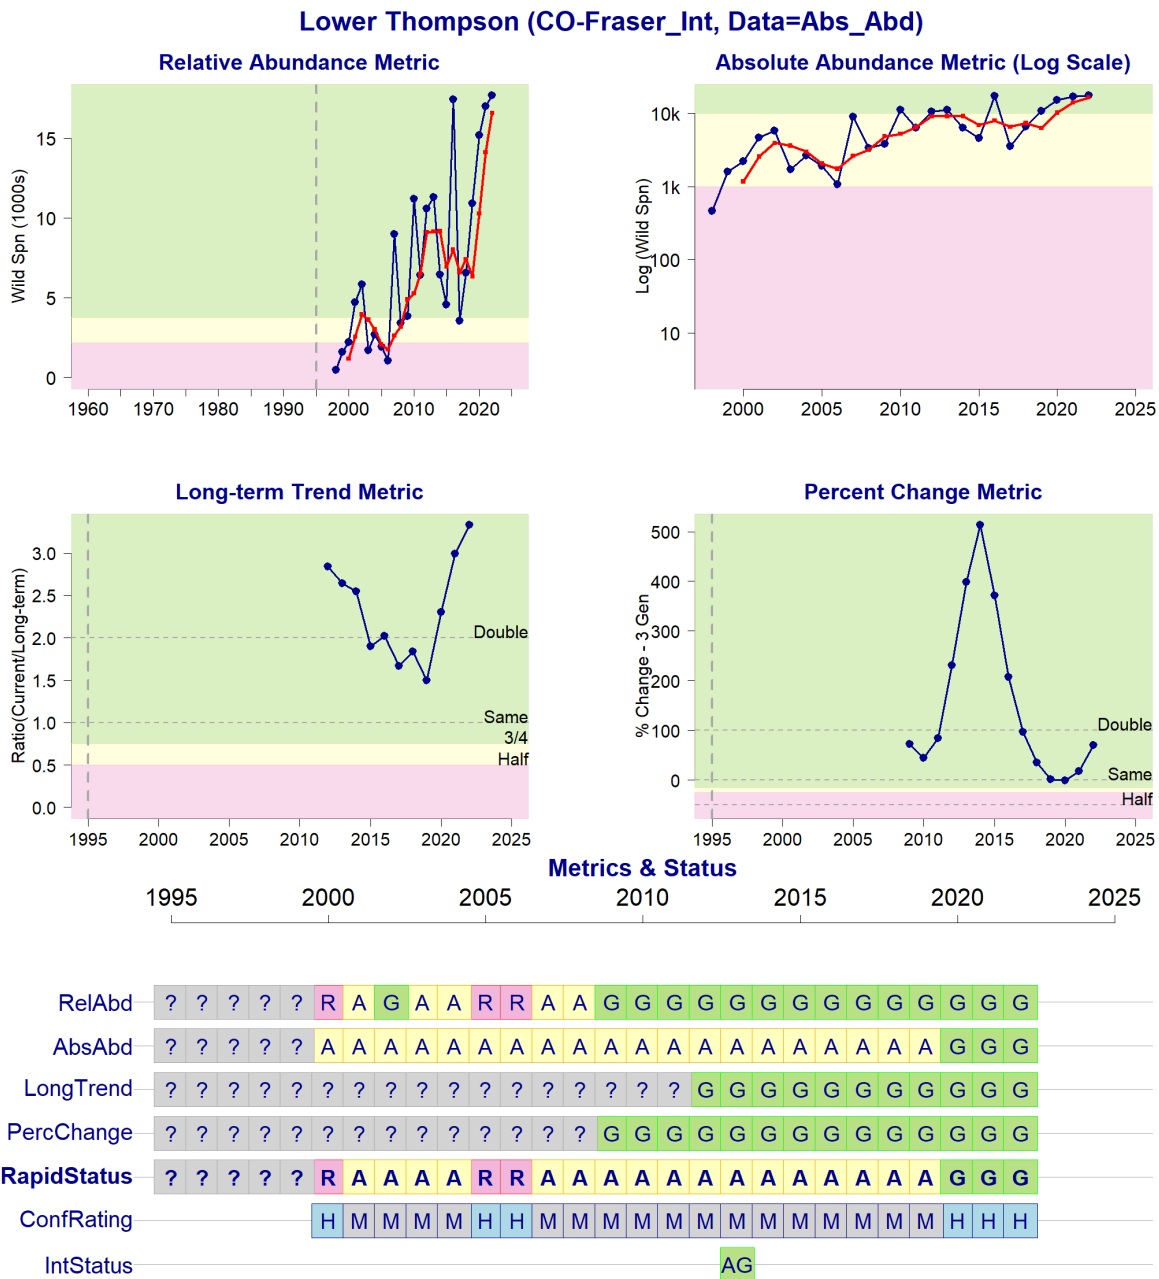 Lower Thompson (CO-Fraser_Int, Data=Abs_Abd)
Relative Abundance Metric
Wild Spn (1000s)
15
10
5
0
1960 1970 1980 1990 2000 2010 2020
Absolute Abundance Metric (Log Scale)
Log (Wild Spn)
10k
1k
100
10
2000 2005 2010 2015 2020 2025
Long-term Trend Metric
Ratio(Current/Long-term)
3.0
2.5
2.0
1.5
1.0
0.5
0.0
Double
Same
3/4
Half
1995 2000 2005 2010 2015 2020 2025
Percent Change Metric
% Change - 3 Gen
500
400
300
200
100
0
Double
Same
Half
1995 2000 2005 2010 2015 2020 2025
Metrics & Status
1995 2000 2005 2010 2015 2020 2025
RelAbd ? ? ? ? ? R A G A A R R A A G G G G G G G G G G G G G G
AbsAbd ? ? ? ? ? A A A A A A A A A A A A A A A A A A A A G G G
LongTrend ? ? ? ? ? ? ? ? ? ? ? ? ? ? ? ? ? G G G G G G G G G G G
PercChange ? ? ? ? ? ? ? ? ? ? ? ? ? ? G G G G G G G G G G G G G G
RapidStatus ? ? ? ? ? R A A A A R R A A A A A A A A A A A A A G G G
ConfRating H M M M M H H M M M M M M M M M M M M M H H H
IntStatus AG